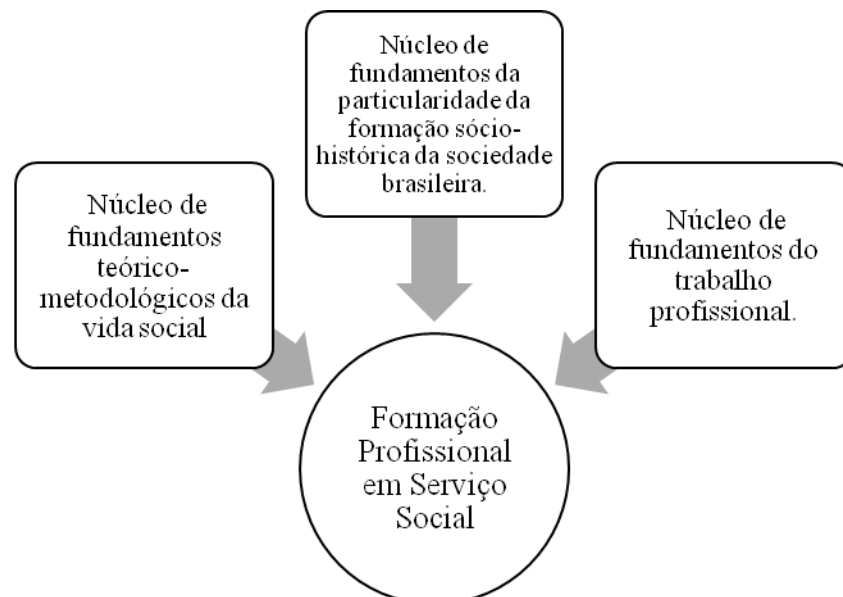 Núcleo de
fundamentos da
particularidade da
formação sócio-
histórica da sociedade
brasileira.
Núcleo de
fundamentos
teórico-
metodológicos da
vida social
Núcleo de
fundamentos do
trabalho
profissional.
Formação
Profissional
em Serviço
Social